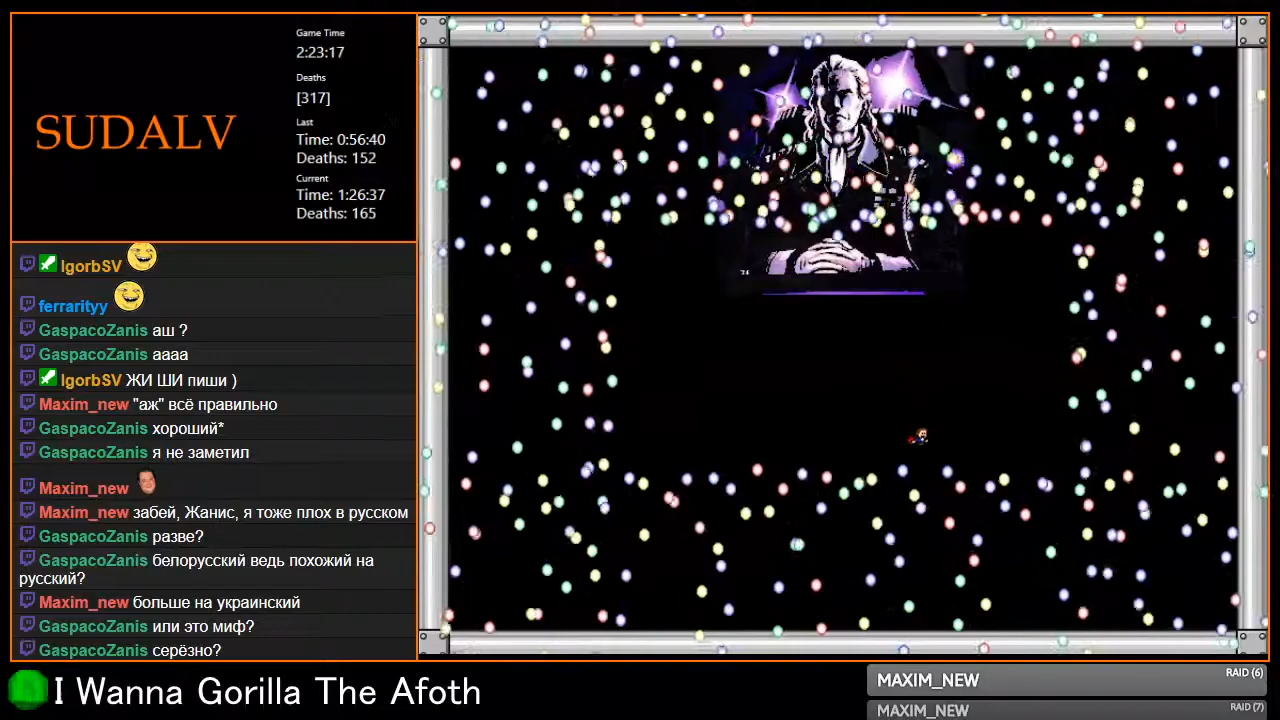 SUDALV
Game Time
2:23:17
Deaths
[317]
Last
Time: 0:56:40
Deaths: 152
Current
Time: 1:26:37
Deaths: 165
IgorbSV
ferrarityy
GaspacoZanis аш ?
GaspacoZanis аааа
IgorbSV ЖИ ШИ пиши )
Maxim_new "аж" всё правильно
GaspacoZanis хороший*
GaspacoZanis я не заметил
Maxim_new
Maxim_new забей, Жанис, я тоже плох в русском
GaspacoZanis разве?
GaspacoZanis белорусский ведь похожий на
русский?
Maxim_new больше на украинский
GaspacoZanis или это миф?
GaspacoZanis серёзно?
74
I Wanna Gorilla The Afoth
MAXIM_NEW RAID (6)
MAXIM_NEW RAID (7)